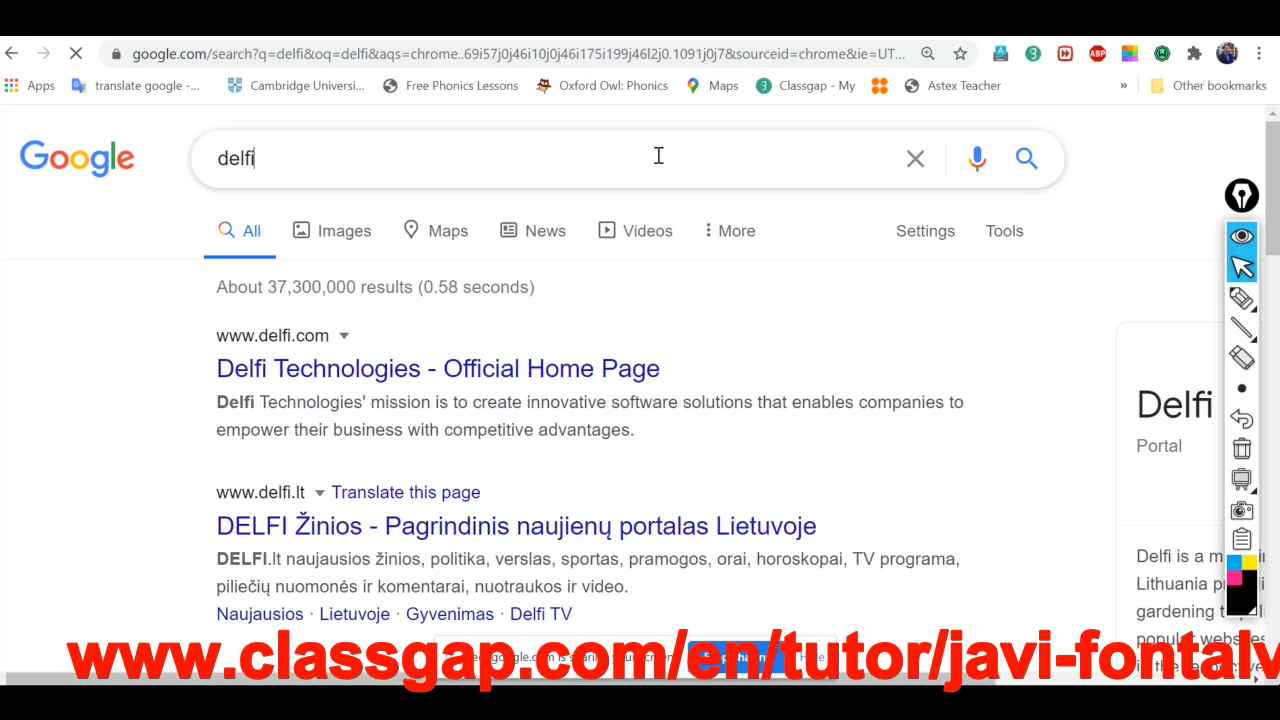 google.com/search?q=delfi&oq=delfi&aqs=chrome..69i57j0j46i10j0j46i175i199j46l2j0.1091j0j7&sourceid=chrome&ie=UT...
ABP
Apps translate google -... Cambridge Universi... Free Phonics Lessons Oxford Owl: Phonics Maps Classgap - My Astex Teacher » Other bookmarks
Google delfi
All Images Maps News Videos More Settings Tools
About 37,300,000 results (0.58 seconds)
www.delfi.com
Delfi Technologies - Official Home Page
Delfi Technologies' mission is to create innovative software solutions that enables companies to
empower their business with competitive advantages.
www.delfi.lt Translate this page
DELFI Žinios - Pagrindinis naujienų portalas Lietuvoje
DELFI.lt naujausios žinios, politika, verslas, sportas, pramogos, orai, horoskopai, TV programa,
piliečių nuomonės ir komentarai, nuotraukos ir video.
Naujausios · Lietuvoje · Gyvenimas · Delfi TV
Delfi
Portal
Delfi is a
Lithuania
gardening
www.classgap.com/en/tutor/javi-fontalv